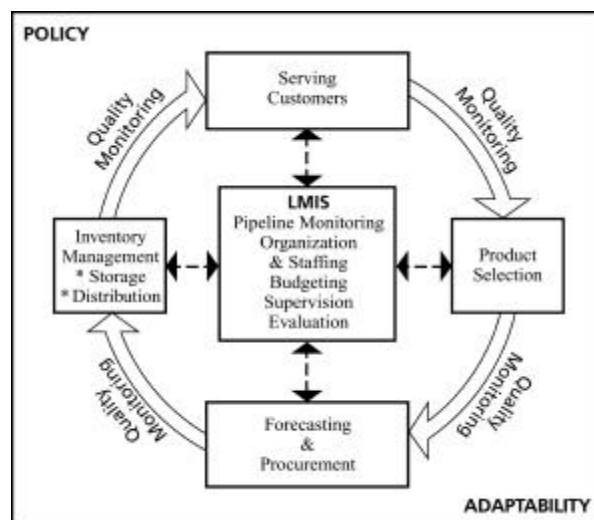 POLICY
Serving
Customers
Quality
Monitoring
Quality
Monitoring
LMIS
Pipeline Monitoring
Organization
& Staffing
Budgeting
Supervision
Evaluation
Inventory
Management
* Storage
* Distribution
Product
Selection
Quality
Monitoring
Quality
Monitoring
Forecasting
&
Procurement
ADAPTABILITY